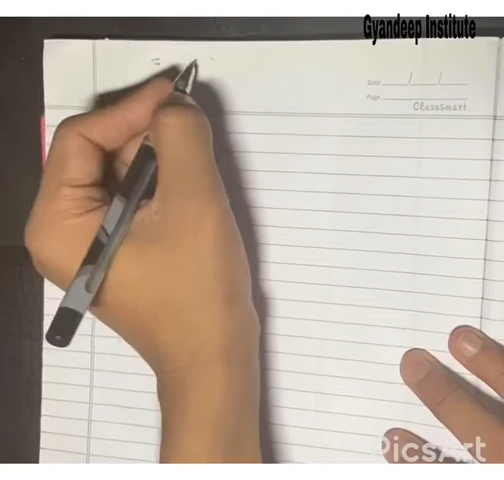 Gyandeep Institute
Date / /
Page
ClassSmart
PicsArt